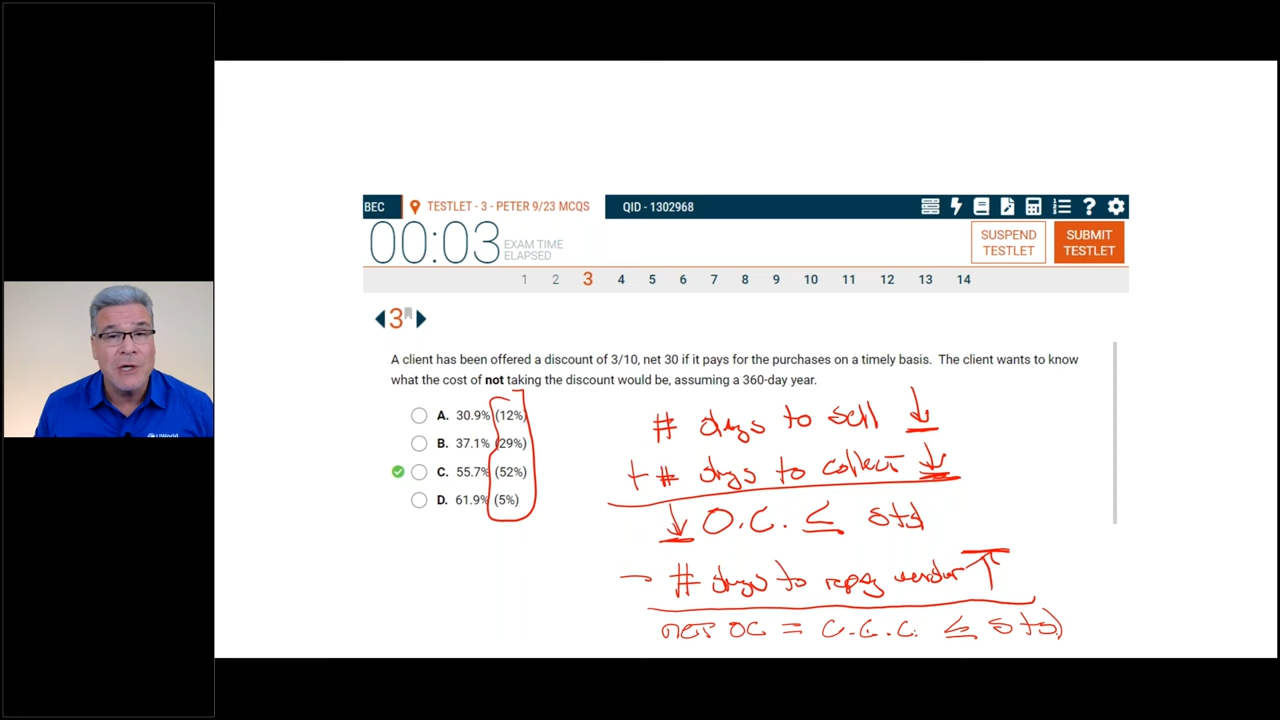 BEC TESTLET - 3 - PETER 9/23 MCQS QID - 1302968
00:03 EXAM TIME ELAPSED
SUSPEND TESTLET
SUBMIT TESTLET
1 2 3 4 5 6 7 8 9 10 11 12 13 14
3
A client has been offered a discount of 3/10, net 30 if it pays for the purchases on a timely basis. The client wants to know
what the cost of not taking the discount would be, assuming a 360-day year.
A. 30.9% (12%)
B. 37.1% (29%)
C. 55.7% (52%)
D. 61.9% (5%)
# days to sell ↓
+ # days to collect ↓
↓ O.C. ≤ std
- # days to repay vendor ↑
net OC = C.C.C. ≤ std
UWorld